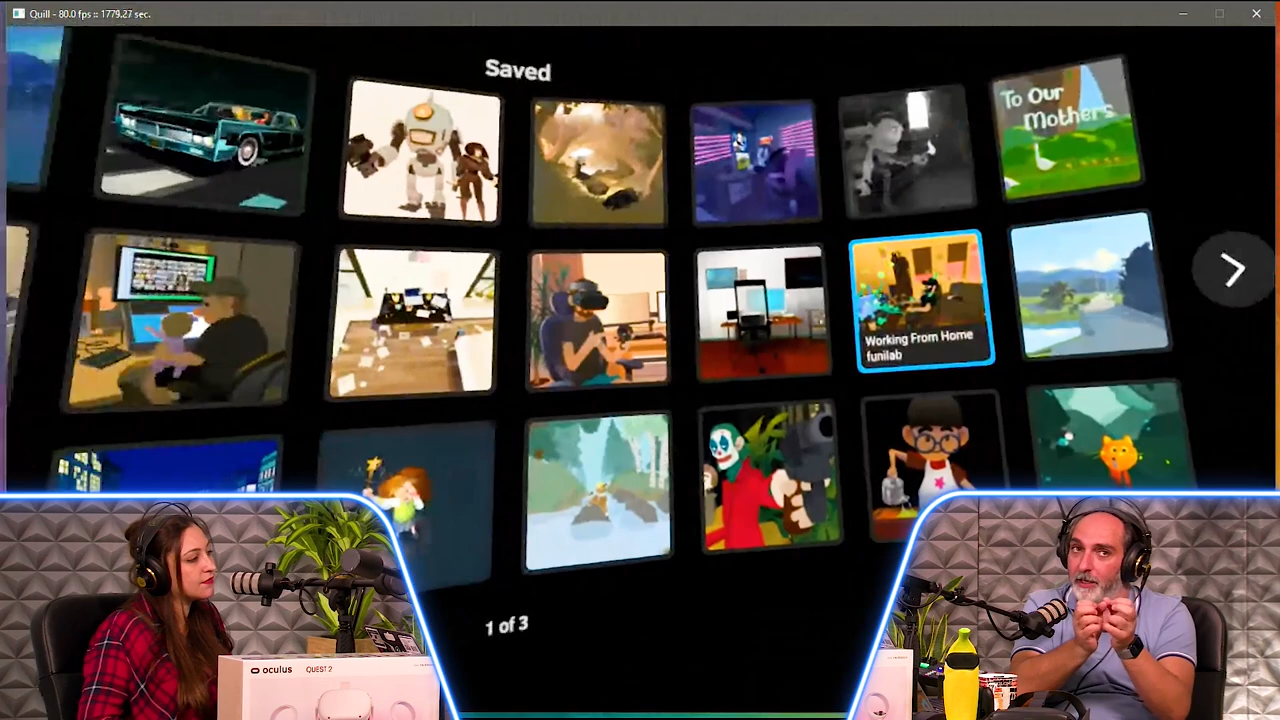 Quill - 80.0 fps :: 1779.27 sec.
Saved
To Our
Mothers
Working From Home
funilab
1 of 3
oculus QUEST 2